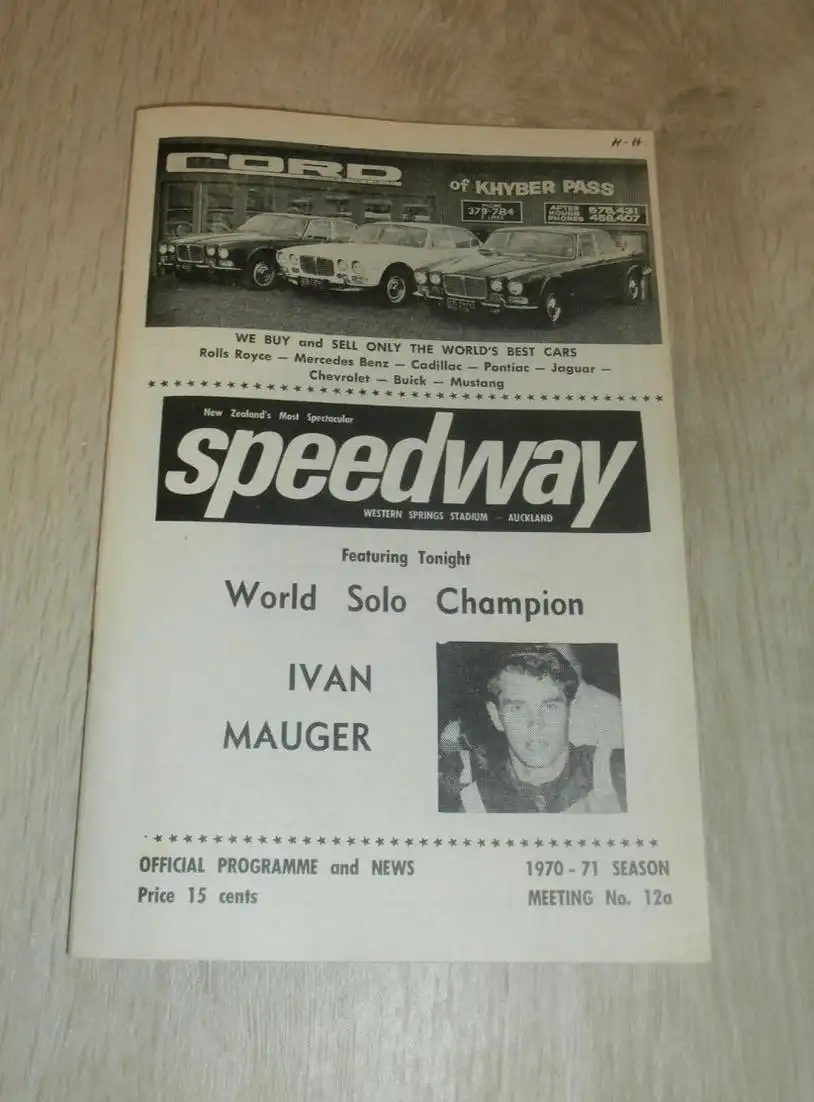 H-H.
CORD
of KHYBER PASS
PHONE
379-784
AFTER HOURS PHONES 578,431
468,407
WE BUY and SELL ONLY THE WORLD'S BEST CARS
Rolls Royce — Mercedes Benz — Cadillac — Pontiac — Jaguar —
Chevrolet — Buick — Mustang
New Zealand's Most Spectacular
speedway
WESTERN SPRINGS STADIUM — AUCKLAND
Featuring Tonight
World Solo Champion
IVAN
MAUGER
OFFICIAL PROGRAMME and NEWS
1970 - 71 SEASON
Price 15 cents
MEETING No. 12a